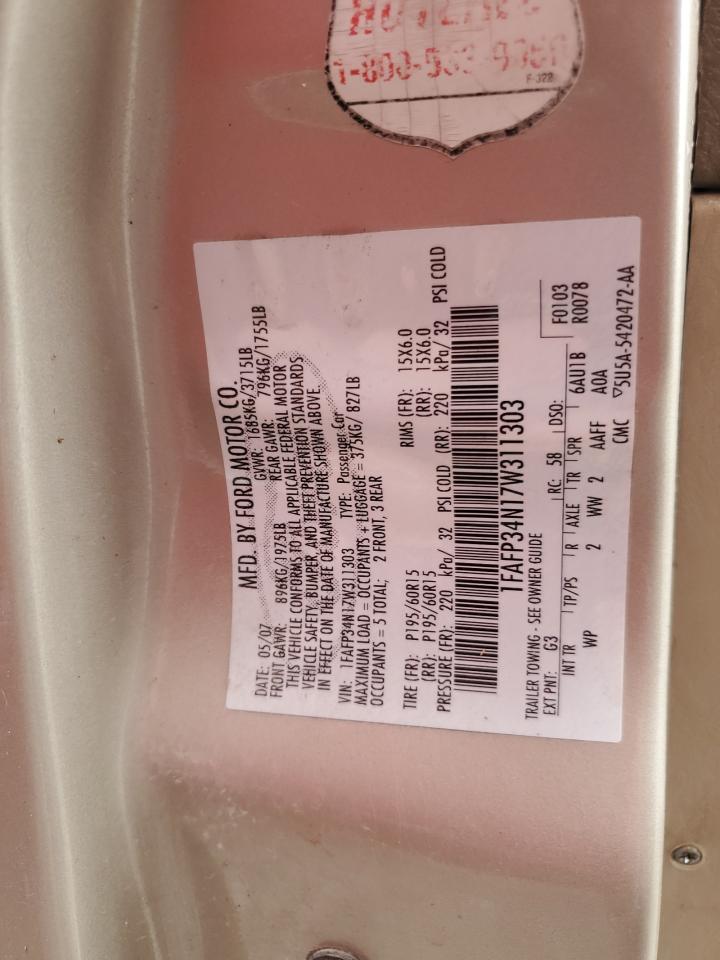 1-800-553
F-322
MFD. BY FORD MOTOR CO.
DATE: 05/07 GVWR: 1685KG/3715LB
FRONT GAWR: 896KG/1975LB REAR GAWR: 796KG/1755LB
THIS VEHICLE CONFORMS TO ALL APPLICABLE FEDERAL MOTOR
VEHICLE SAFETY, BUMPER, AND THEFT PREVENTION STANDARDS
IN EFFECT ON THE DATE OF MANUFACTURE SHOWN ABOVE.
VIN: 1FAFP34N17W311303 TYPE: Passenger Car
MAXIMUM LOAD = OCCUPANTS + LUGGAGE = 375KG/ 827LB
OCCUPANTS = 5 TOTAL; 2 FRONT, 3 REAR
TIRE (FR): P195/60R15 RIMS (FR): 15X6.0
(RR): P195/60R15 (RR): 15X6.0
PRESSURE (FR): 220 kPa/ 32 PSI COLD (RR): 220 kPa/ 32 PSI COLD
1FAFP34N17W311303
TRAILER TOWING - SEE OWNER GUIDE F0103
EXT PNT: G3 RC: 58 DSO: R0078
INT TR TP/PS R AXLE TR SPR 6AU1B
WP 2 WW 2 AAFF A0A
CMC ▽5U5A-5420472-AA